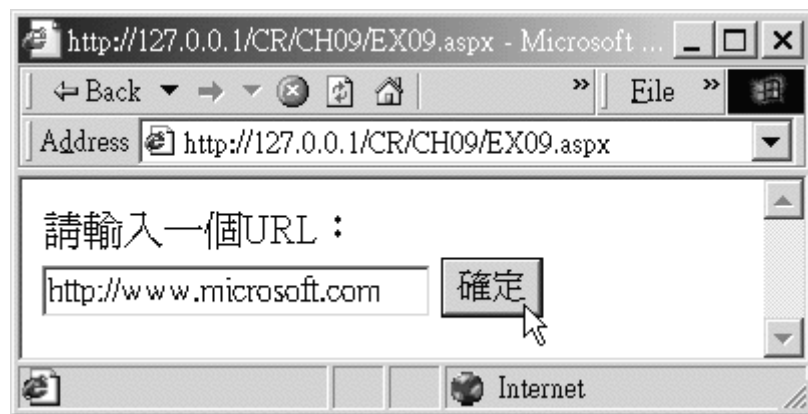 http://127.0.0.1/CR/CH09/EX09.aspx - Microsoft ...
Back » File »
Address http://127.0.0.1/CR/CH09/EX09.aspx
請輸入一個URL：
http://www.microsoft.com 確定
Internet